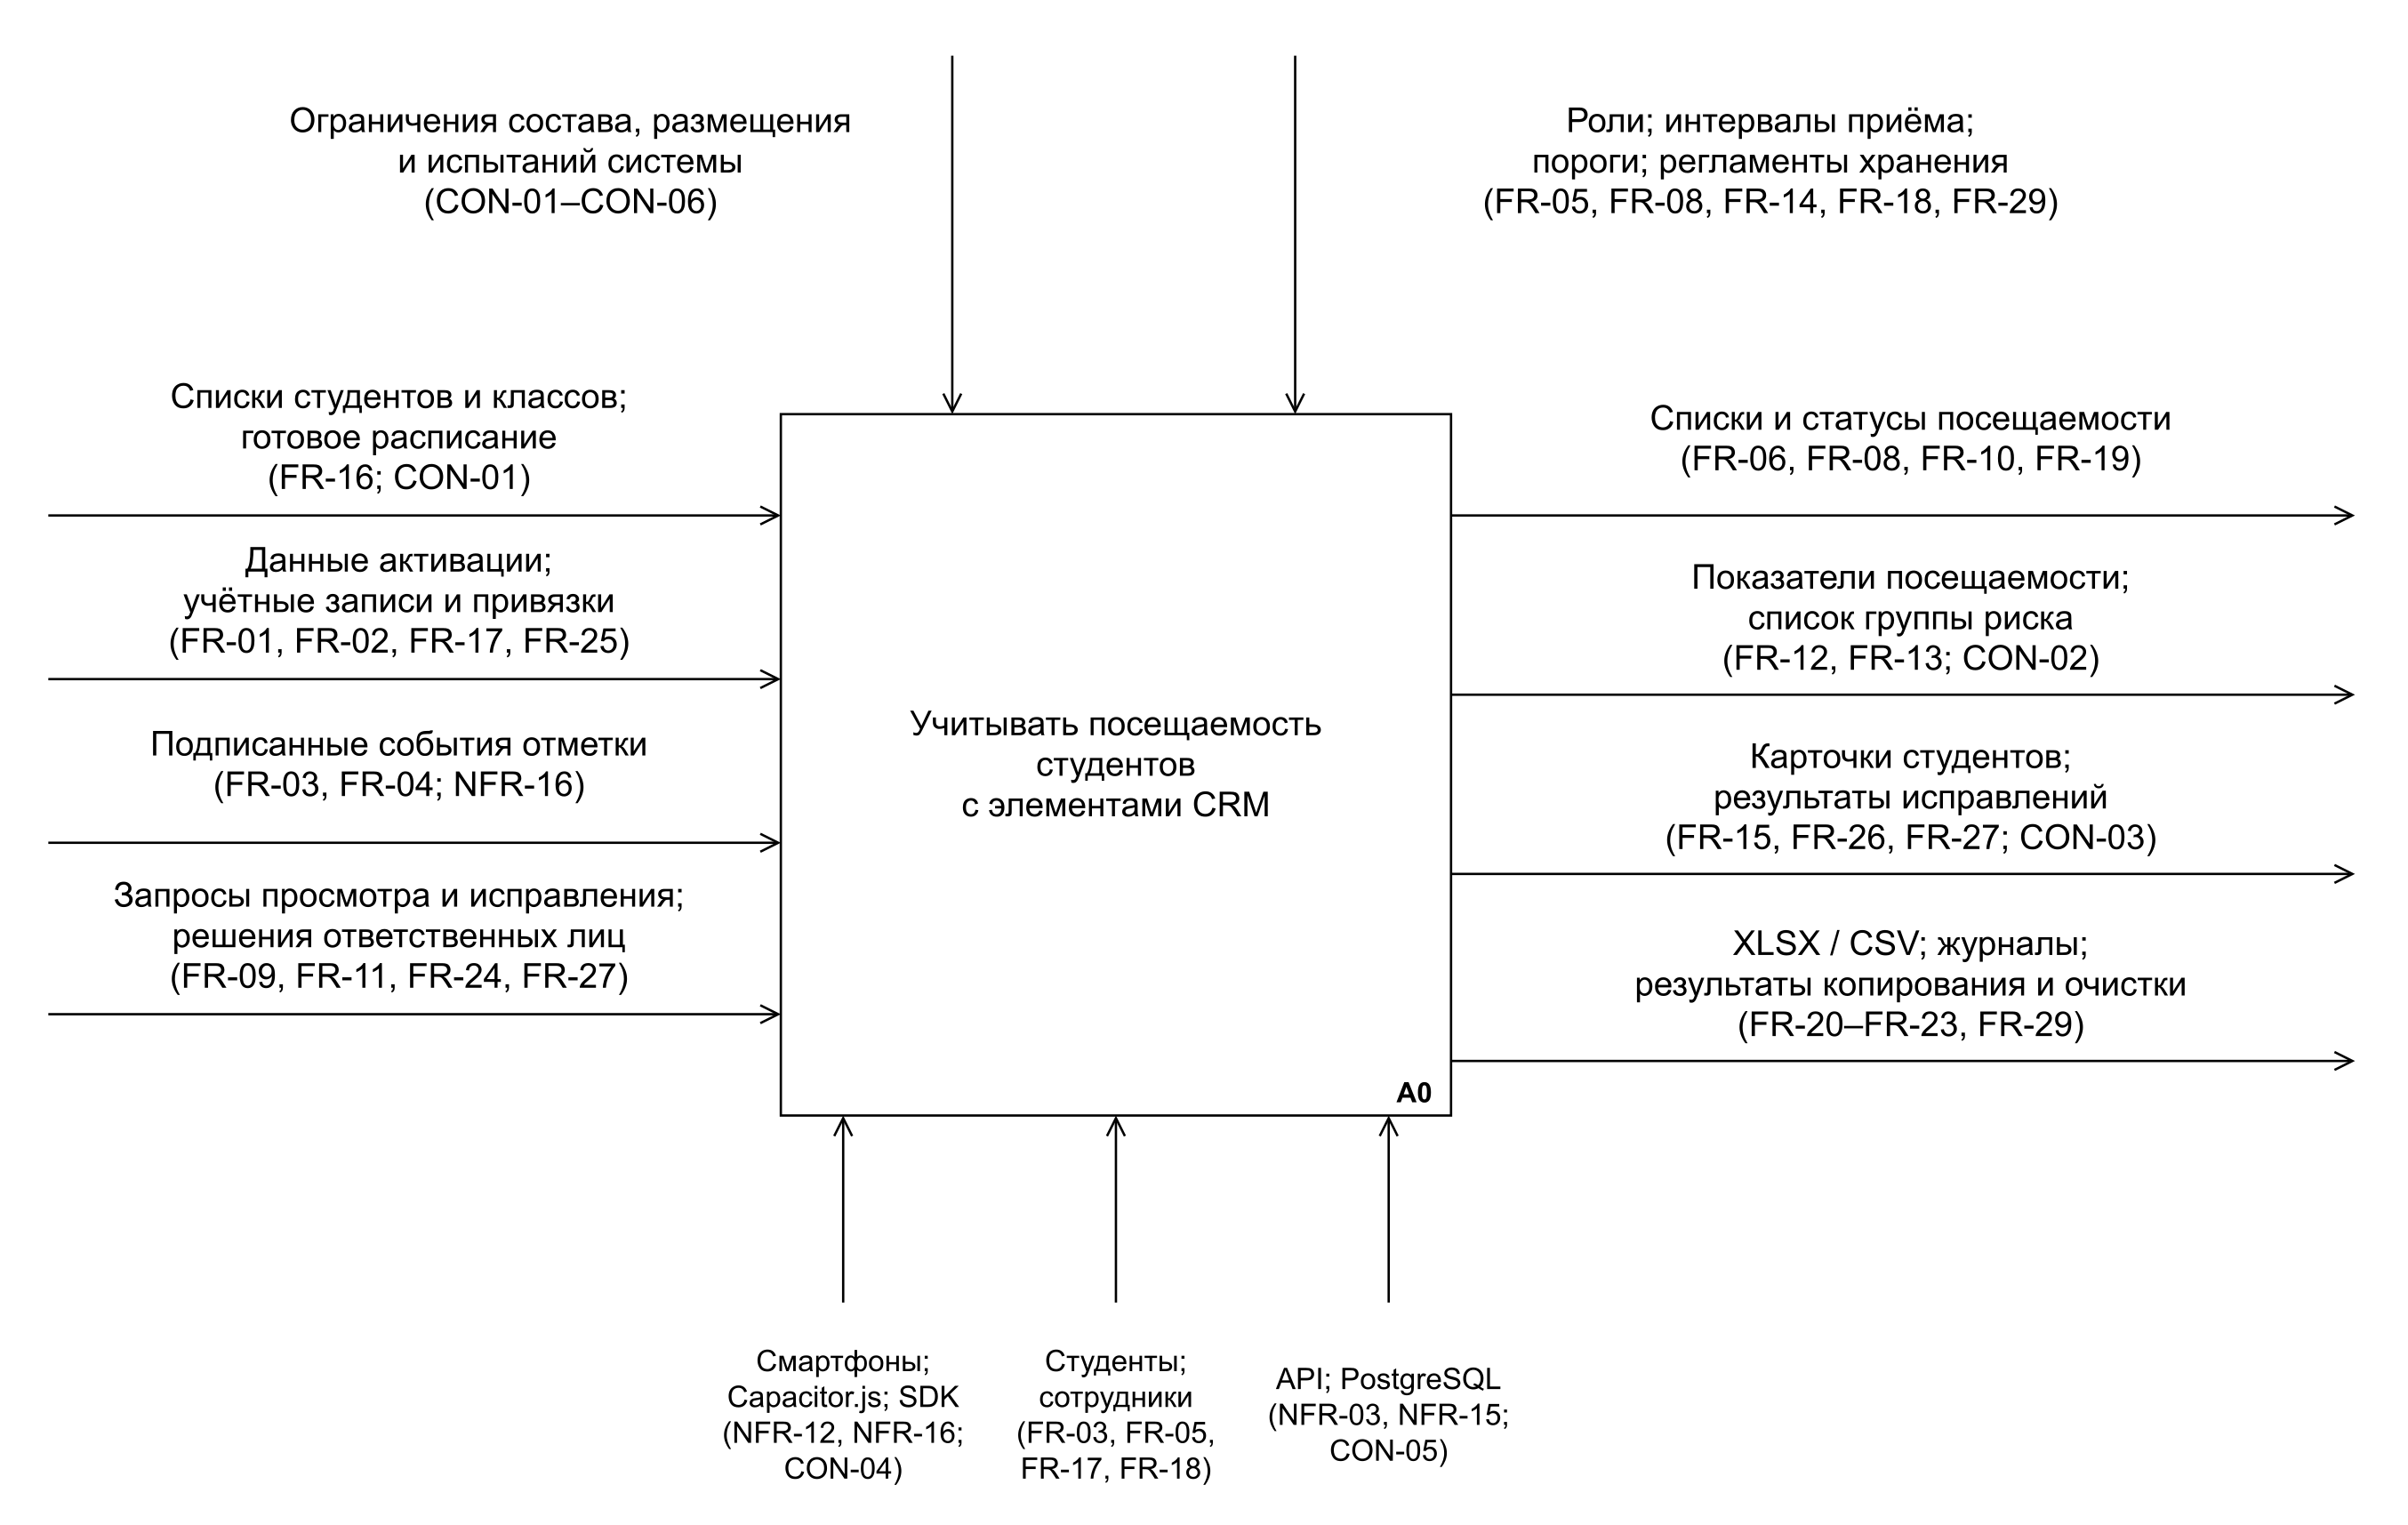 Ограничения состава, размещения
и испытаний системы
(CON-01–CON-06)
Роли; интервалы приёма;
пороги; регламенты хранения
(FR-05, FR-08, FR-14, FR-18, FR-29)
Списки студентов и классов;
готовое расписание
(FR-16; CON-01)
Данные активации;
учётные записи и привязки
(FR-01, FR-02, FR-17, FR-25)
Подписанные события отметки
(FR-03, FR-04; NFR-16)
Запросы просмотра и исправления;
решения ответственных лиц
(FR-09, FR-11, FR-24, FR-27)
Учитывать посещаемость
студентов
с элементами CRM
A0
Списки и статусы посещаемости
(FR-06, FR-08, FR-10, FR-19)
Показатели посещаемости;
список группы риска
(FR-12, FR-13; CON-02)
Карточки студентов;
результаты исправлений
(FR-15, FR-26, FR-27; CON-03)
XLSX / CSV; журналы;
результаты копирования и очистки
(FR-20–FR-23, FR-29)
Смартфоны;
Capacitor.js; SDK
(NFR-12, NFR-16;
CON-04)
Студенты;
сотрудники
(FR-03, FR-05,
FR-17, FR-18)
API; PostgreSQL
(NFR-03, NFR-15;
CON-05)